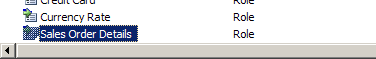 Credit Card Role
Currency Rate Role
Sales Order Details Role